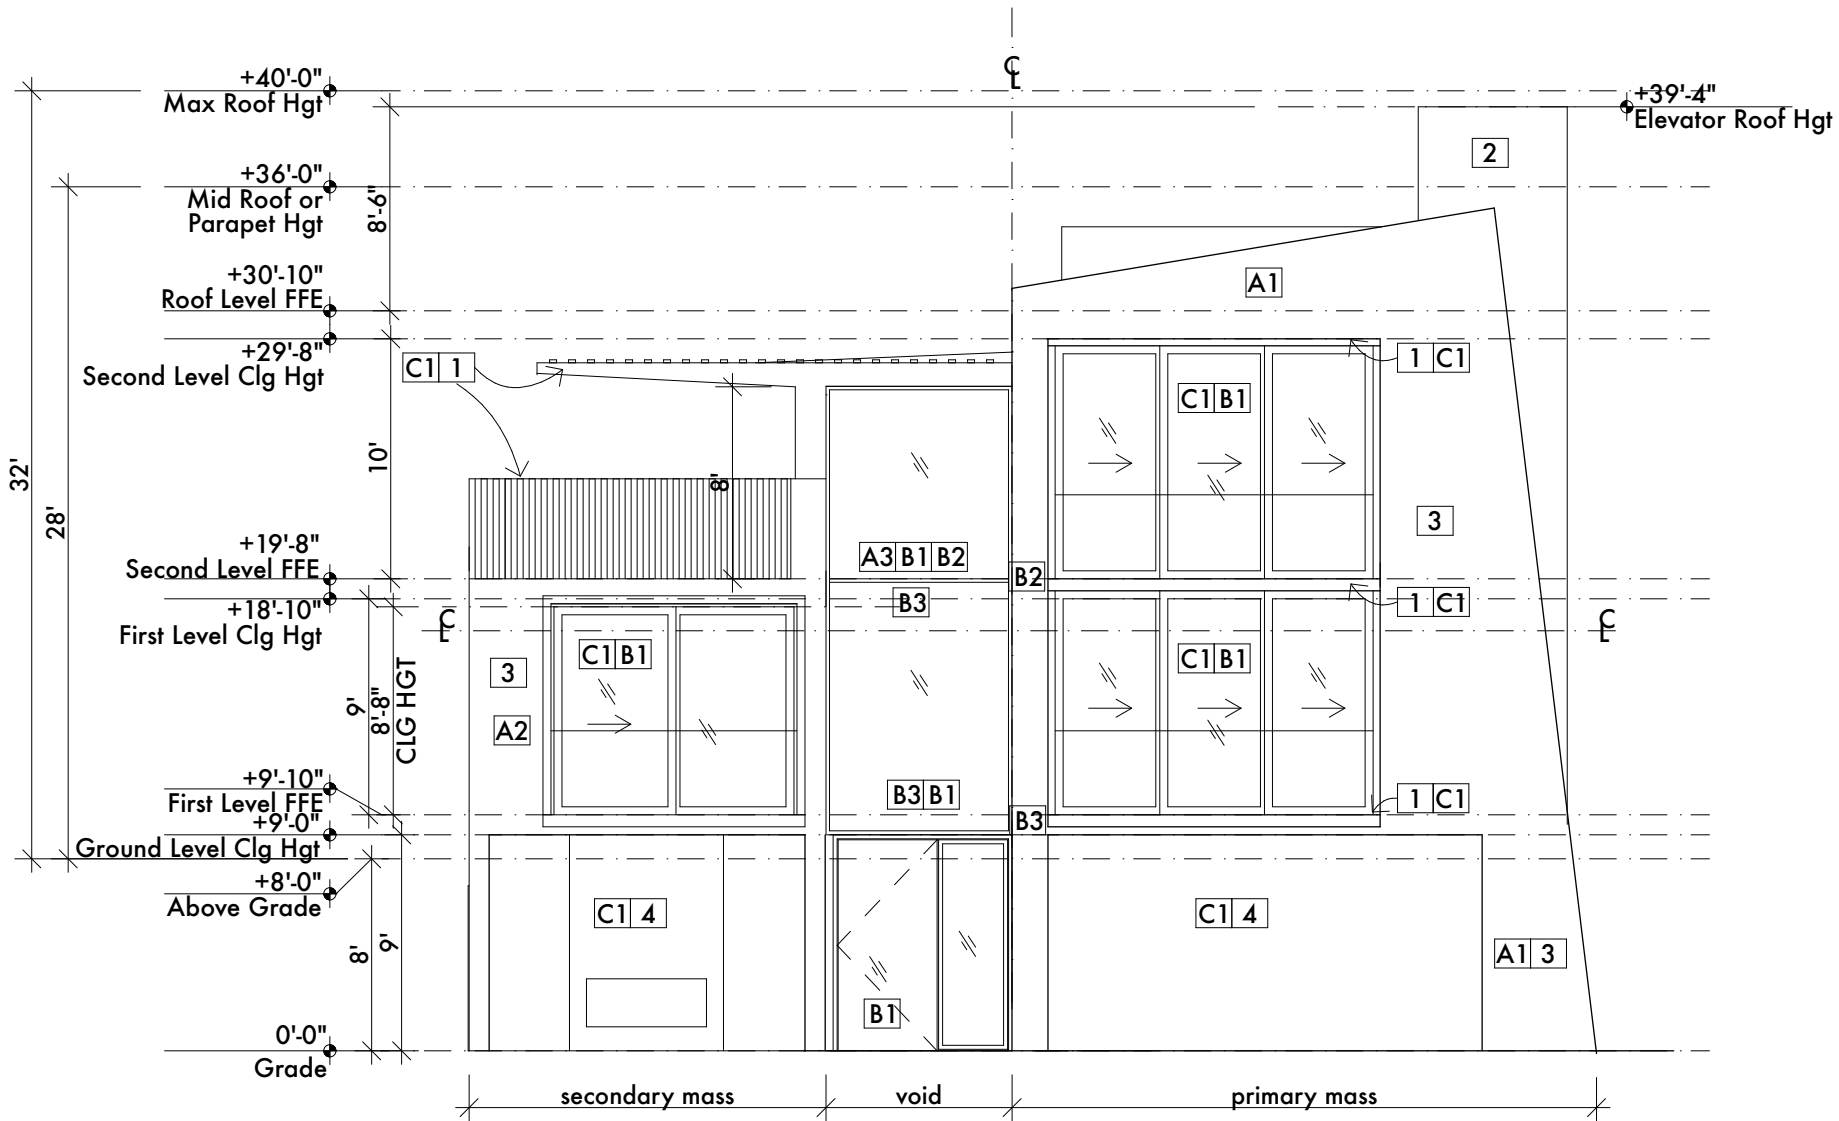 ℄
+40'-0"
Max Roof Hgt
+39'-4"
Elevator Roof Hgt
2
+36'-0"
Mid Roof or
Parapet Hgt
8'-6"
+30'-10"
Roof Level FFE
A1
+29'-8"
Second Level Clg Hgt
C1 1
1 C1
C1 B1
10'
8'
32'
28'
3
+19'-8"
Second Level FFE
A3 B1 B2
B2
B3
1 C1
+18'-10"
First Level Clg Hgt
℄
℄
C1 B1
C1 B1
3
A2
9'
8'-8"
CLG HGT
+9'-10"
First Level FFE
B3 B1
1 C1
B3
+9'-0"
Ground Level Clg Hgt
+8'-0"
Above Grade
C1 4
C1 4
8'
9'
A1 3
B1
0'-0"
Grade
secondary mass
void
primary mass